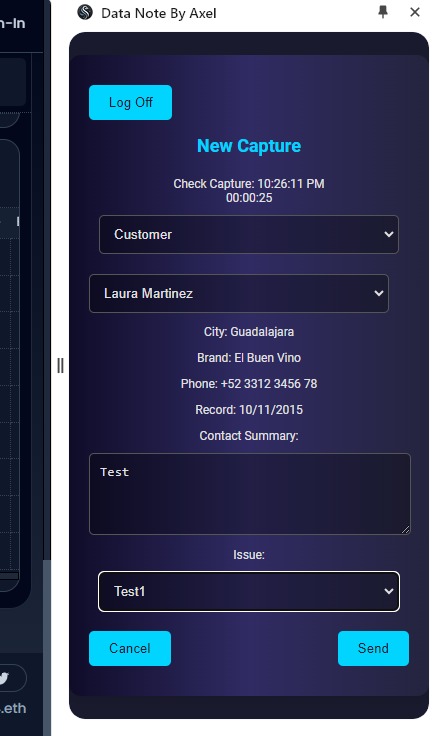 n-In
Data Note By Axel
Log Off
New Capture
Check Capture: 10:26:11 PM
00:00:25
Customer
Laura Martinez
City: Guadalajara
Brand: El Buen Vino
Phone: +52 3312 3456 78
Record: 10/11/2015
Contact Summary:
Test
Issue:
Test1
Cancel
Send
.eth